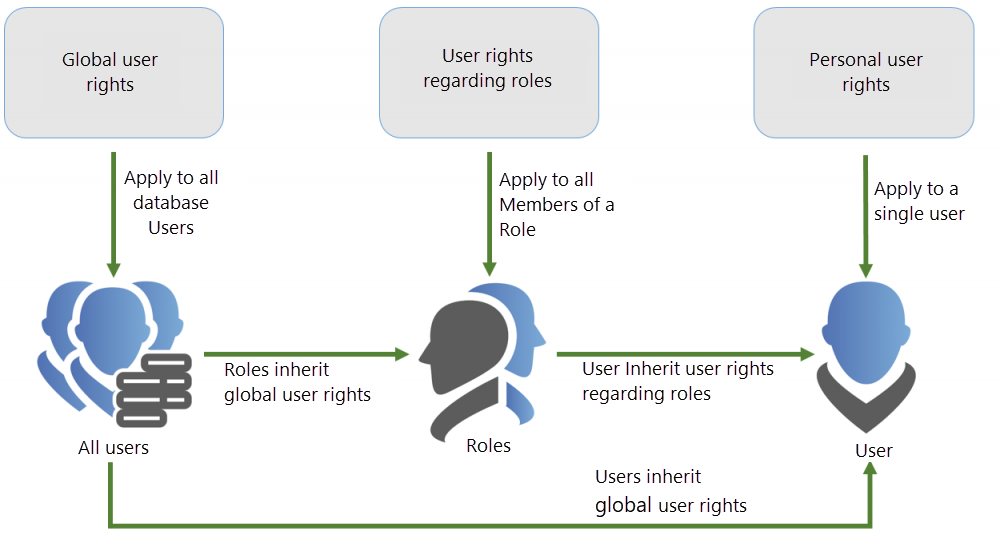 Global user
rights
User rights
regarding roles
Personal user
rights
Apply to all
database
Users
Apply to all
Members of a
Role
Apply to a
single user
Roles inherit
global user rights
User Inherit user rights
regarding roles
All users
Roles
User
Users inherit
global user rights